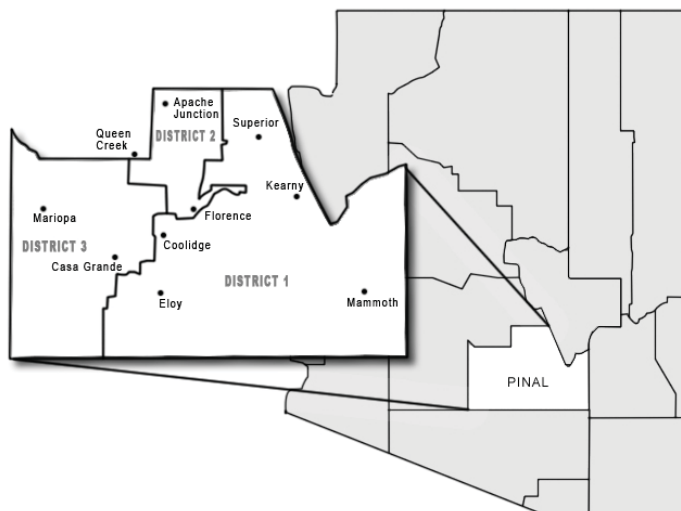 Apache
Junction
DISTRICT 2
Superior
Queen
Creek
Kearny
Mariopa
Florence
Coolidge
DISTRICT 3
Casa Grande
DISTRICT 1
Eloy
Mammoth
PINAL